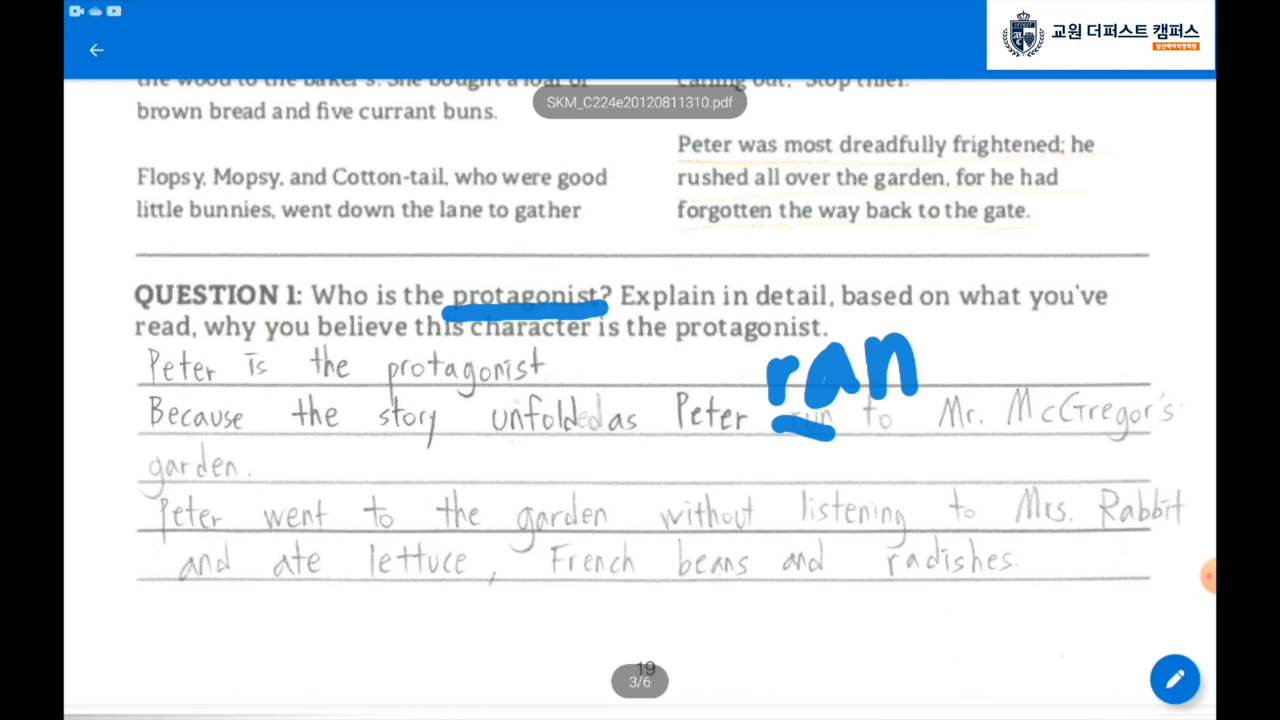 교원 더퍼스트 캠퍼스
SKM_C224e20120811310.pdf
brown bread and five currant buns.
Flopsy, Mopsy, and Cotton-tail, who were good
little bunnies, went down the lane to gather
Peter was most dreadfully frightened; he
rushed all over the garden, for he had
forgotten the way back to the gate.
QUESTION 1: Who is the protagonist? Explain in detail, based on what you've
read, why you believe this character is the protagonist.
Peter is the protagonist
ran
Because the story unfolded as Peter run to Mr. McGregor's
garden.
Peter went to the garden without listening to Mrs. Rabbit
and ate lettuce, French beans and radishes.
19
3/6